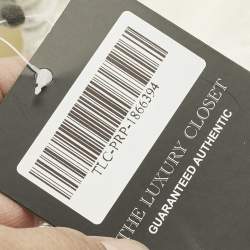 TLC-PRP-1866394
THE LUXURY CLOSET
GUARANTEED AUTHENTIC